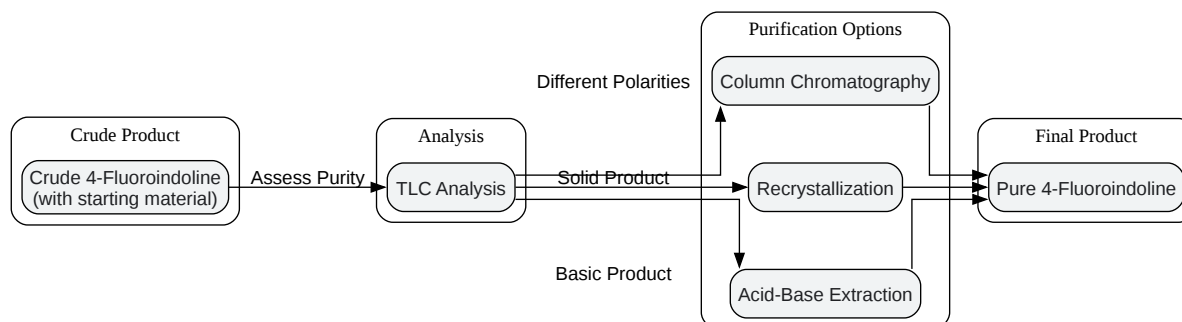 Purification Options
Different Polarities
Column Chromatography
Crude Product
Analysis
Final Product
Crude 4-Fluoroindoline
(with starting material)
Assess Purity
TLC Analysis
Solid Product
Recrystallization
Pure 4-Fluoroindoline
Basic Product
Acid-Base Extraction